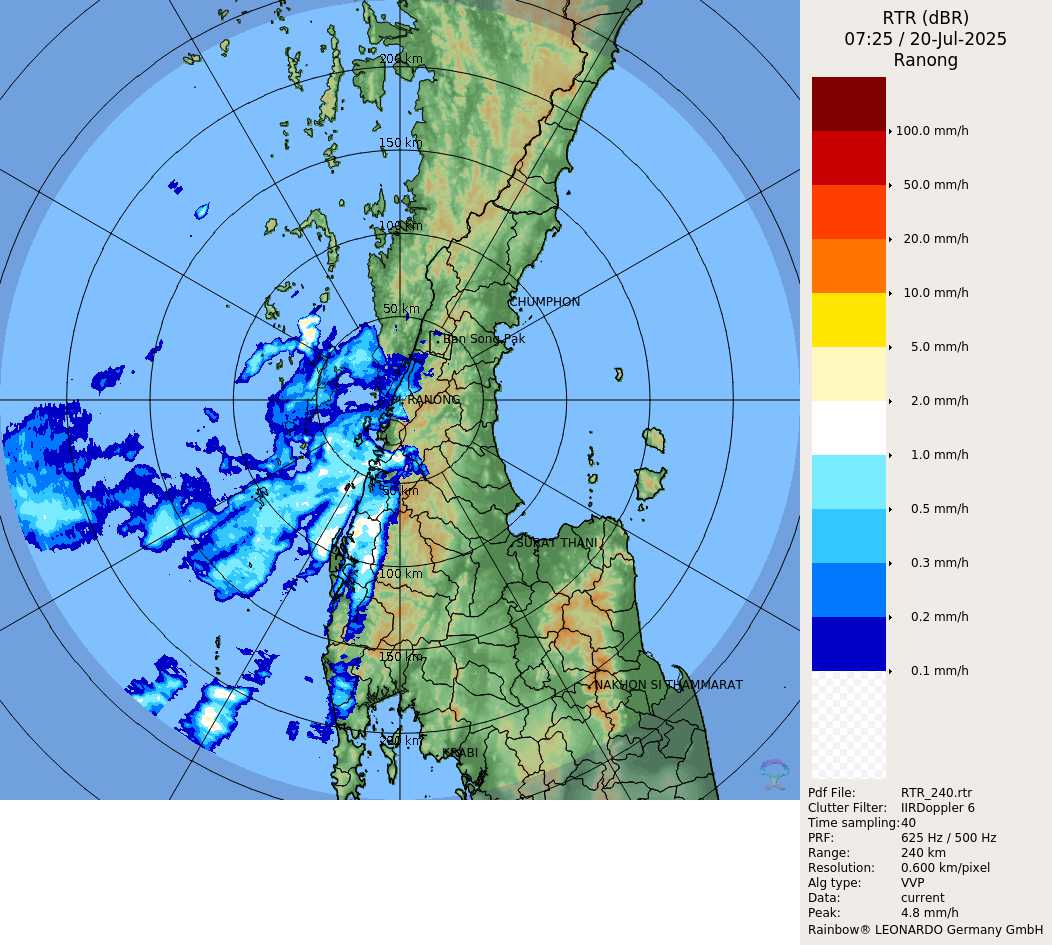 200 km
150 km
100 km
CHUMPHON
50 km
Ban Song Pak
RANONG
50 km
SURAT THANI
100 km
150 km
NAKHON SI THAMMARAT
200 km
KRABI
RTR (dBR)
07:25 / 20-Jul-2025
Ranong
100.0 mm/h
50.0 mm/h
20.0 mm/h
10.0 mm/h
5.0 mm/h
2.0 mm/h
1.0 mm/h
0.5 mm/h
0.3 mm/h
0.2 mm/h
0.1 mm/h
Pdf File: RTR_240.rtr
Clutter Filter: IIRDoppler 6
Time sampling:40
PRF: 625 Hz / 500 Hz
Range: 240 km
Resolution: 0.600 km/pixel
Alg type: VVP
Data: current
Peak: 4.8 mm/h
Rainbow® LEONARDO Germany GmbH